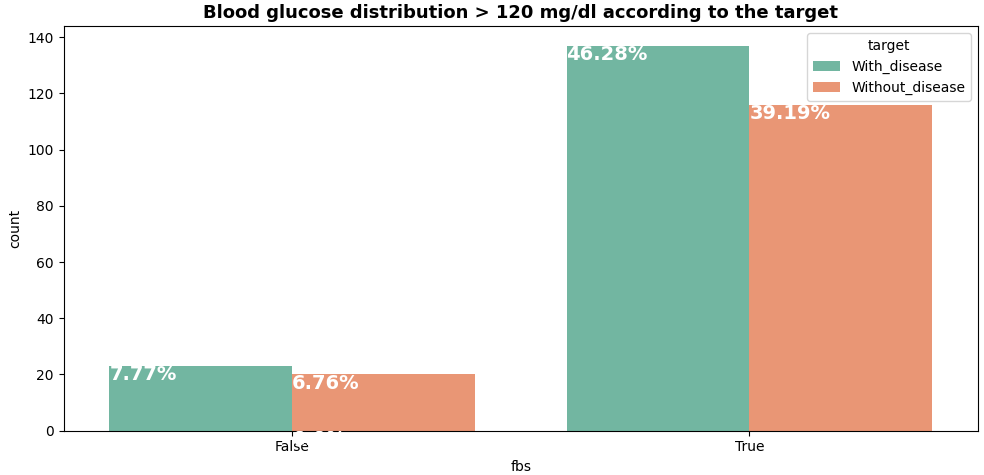 Blood glucose distribution > 120 mg/dl according to the target
140
120
100
80
60
40
20
0
count
target
With_disease
Without_disease
46.28%
39.19%
7.77%
6.76%
False
True
fbs